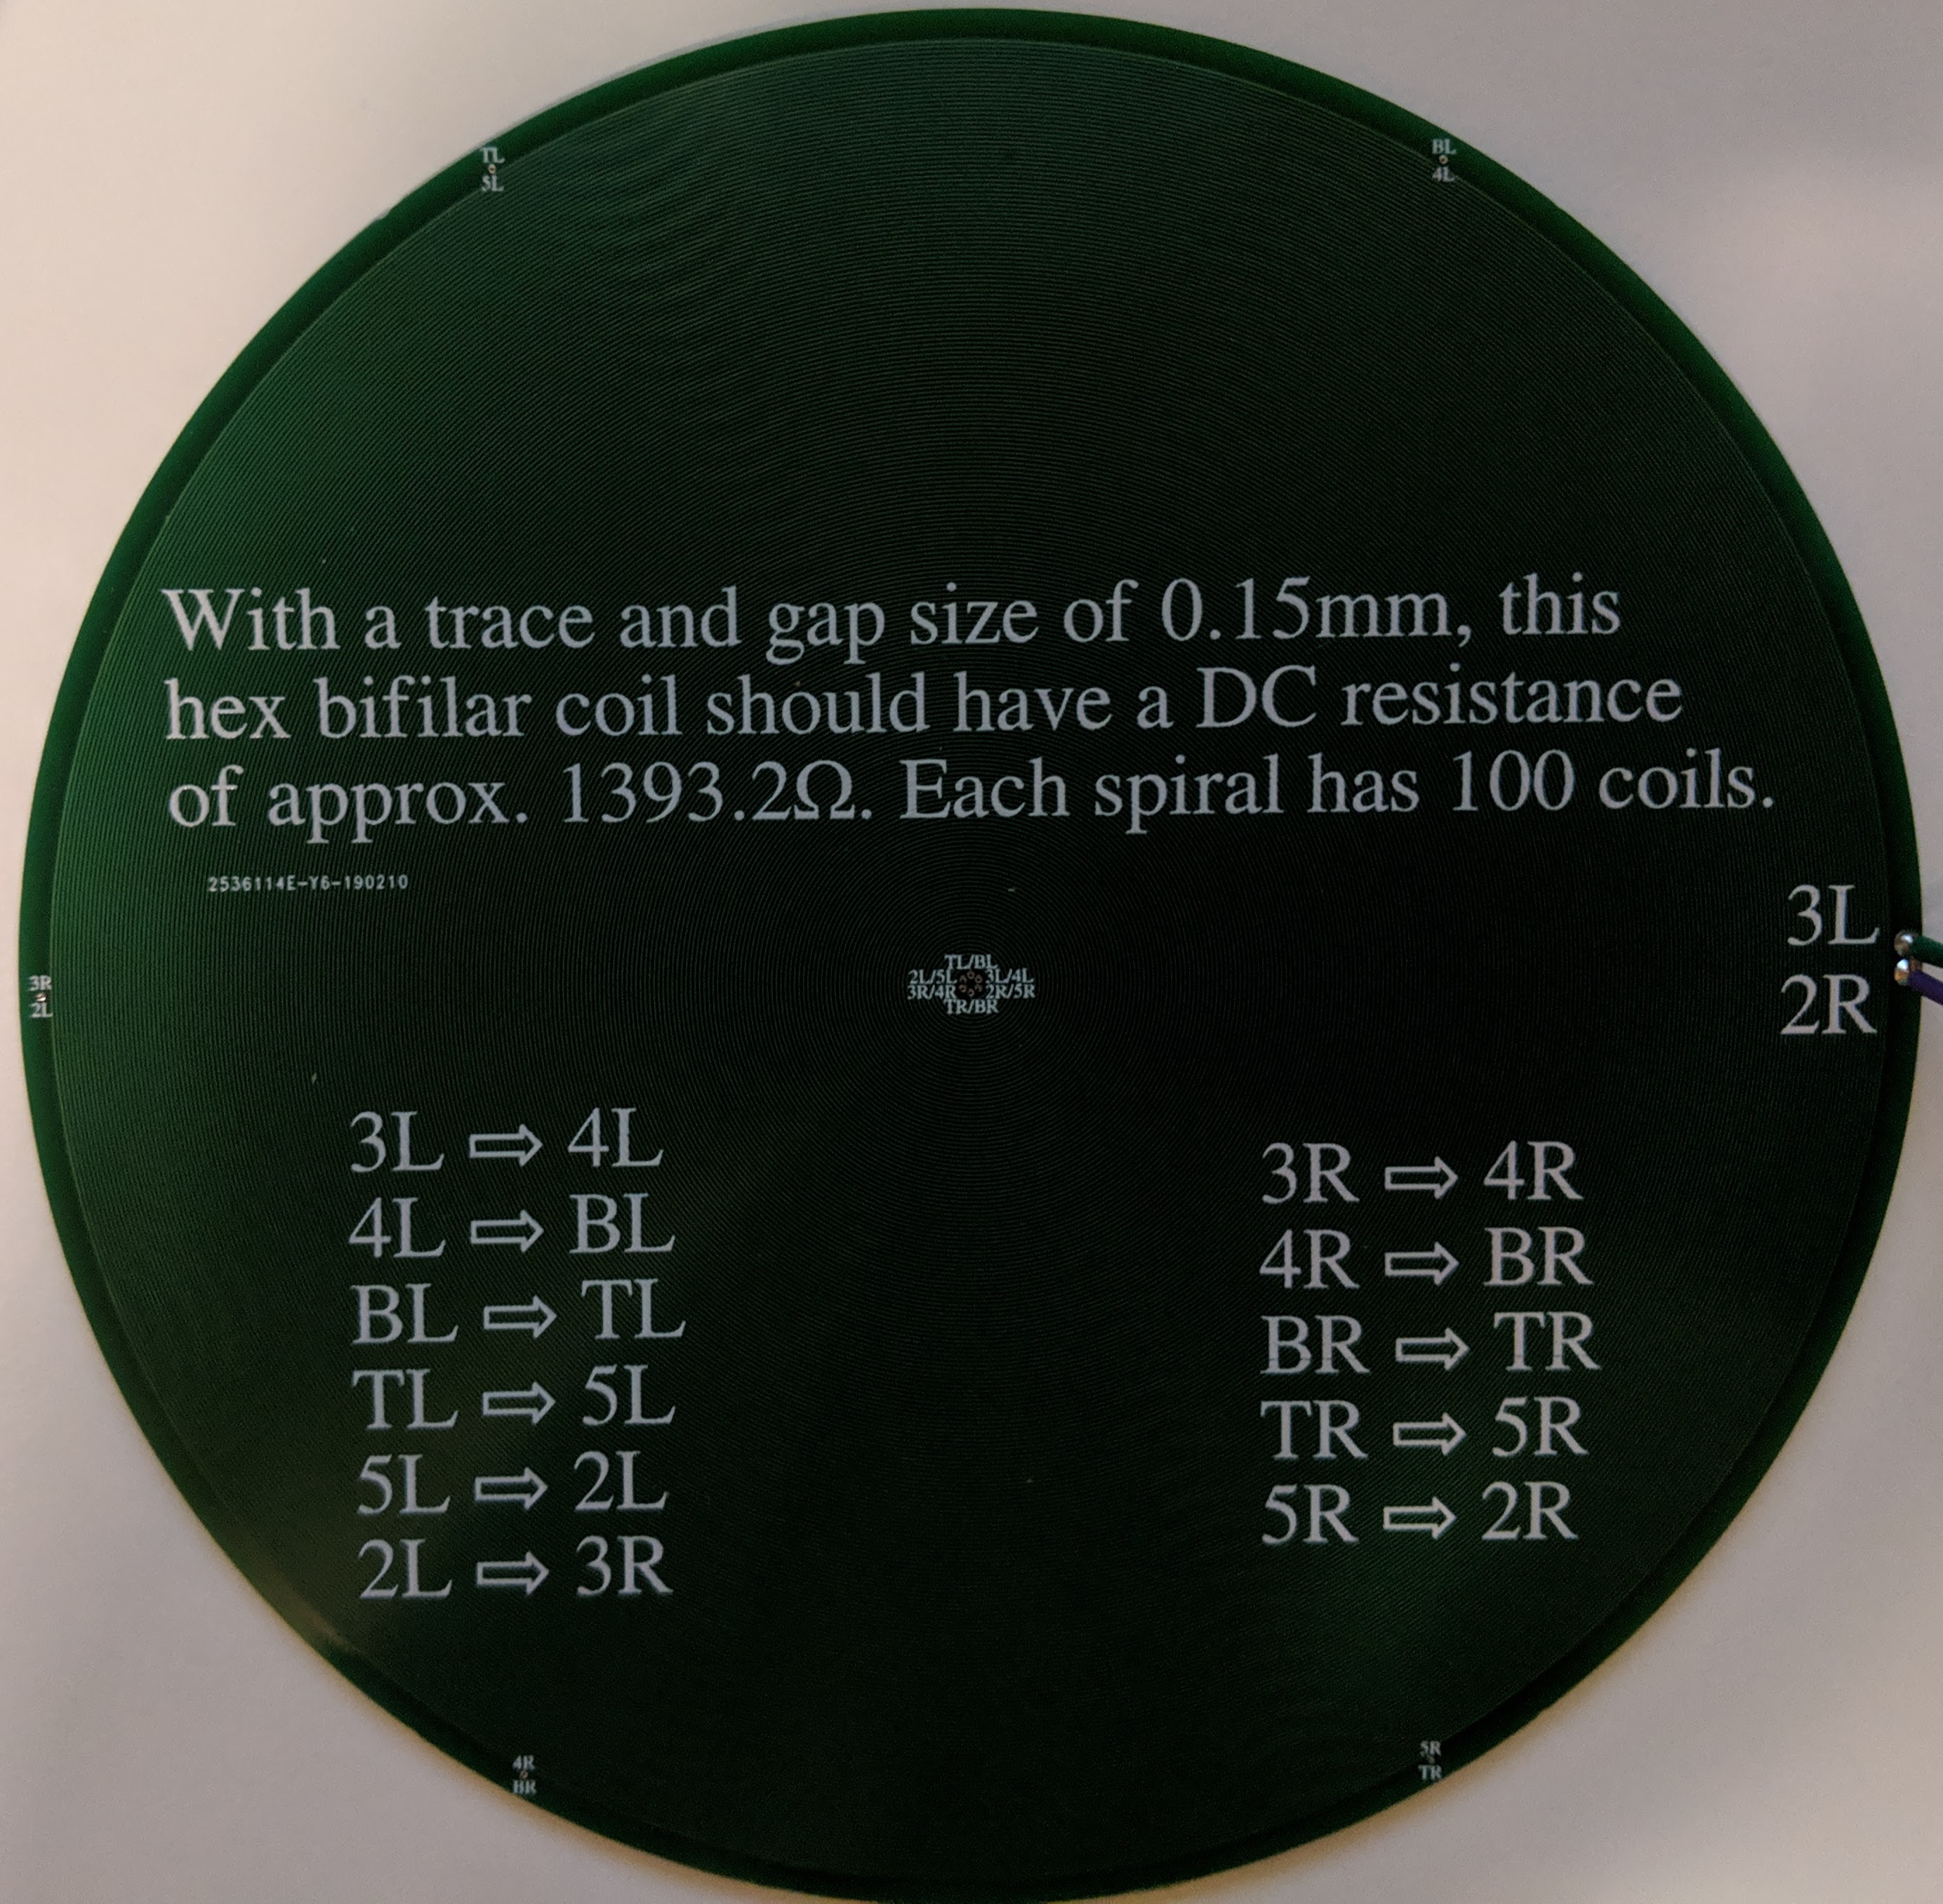 TL
5L
BL
4L
With a trace and gap size of 0.15mm, this
hex bifilar coil should have a DC resistance
of approx. 1393.2Ω. Each spiral has 100 coils.
2536114E-Y6-190210
3L
2R
3R
2L
TL/BL
2L/5L 3L/4L
3R/4R 2R/5R
TR/BR
3L ⇨ 4L
4L ⇨ BL
BL ⇨ TL
TL ⇨ 5L
5L ⇨ 2L
2L ⇨ 3R
3R ⇨ 4R
4R ⇨ BR
BR ⇨ TR
TR ⇨ 5R
5R ⇨ 2R
4R
BR
5R
TR